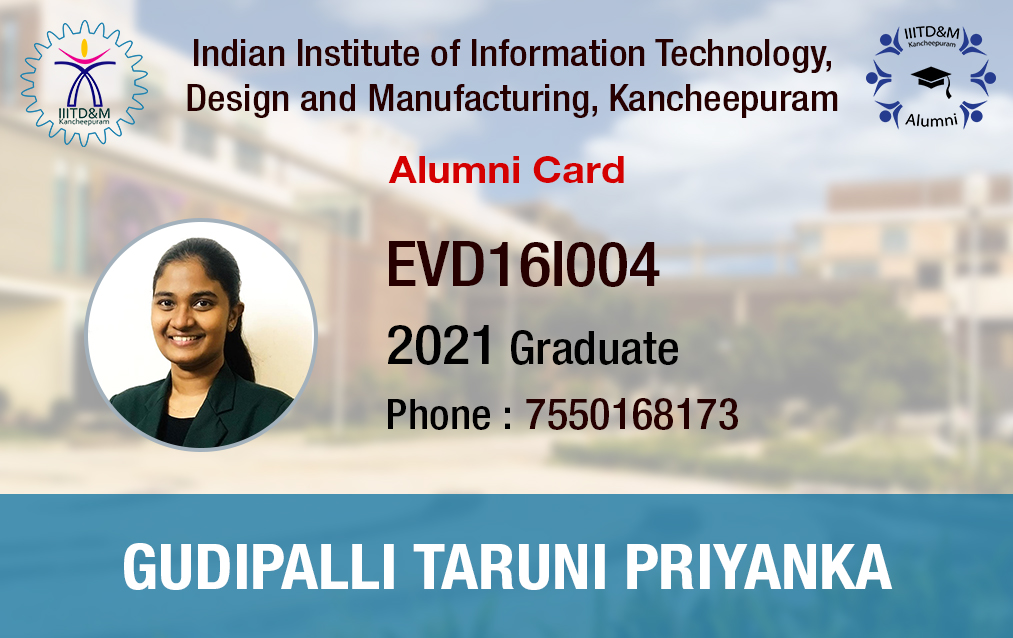 Indian Institute of Information Technology,
Design and Manufacturing, Kancheepuram
IIITD&M
Kancheepuram
IIITD&M
Kancheepuram
Alumni
Alumni Card
EVD16I004
2021 Graduate
Phone : 7550168173
GUDIPALLI TARUNI PRIYANKA